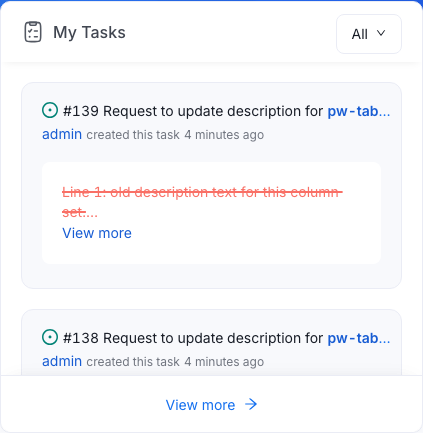 My Tasks
All
#139 Request to update description for pw-tab...
admin created this task 4 minutes ago
Line 1: old description text for this column
set....
View more
#138 Request to update description for pw-tab...
admin created this task 4 minutes ago
View more